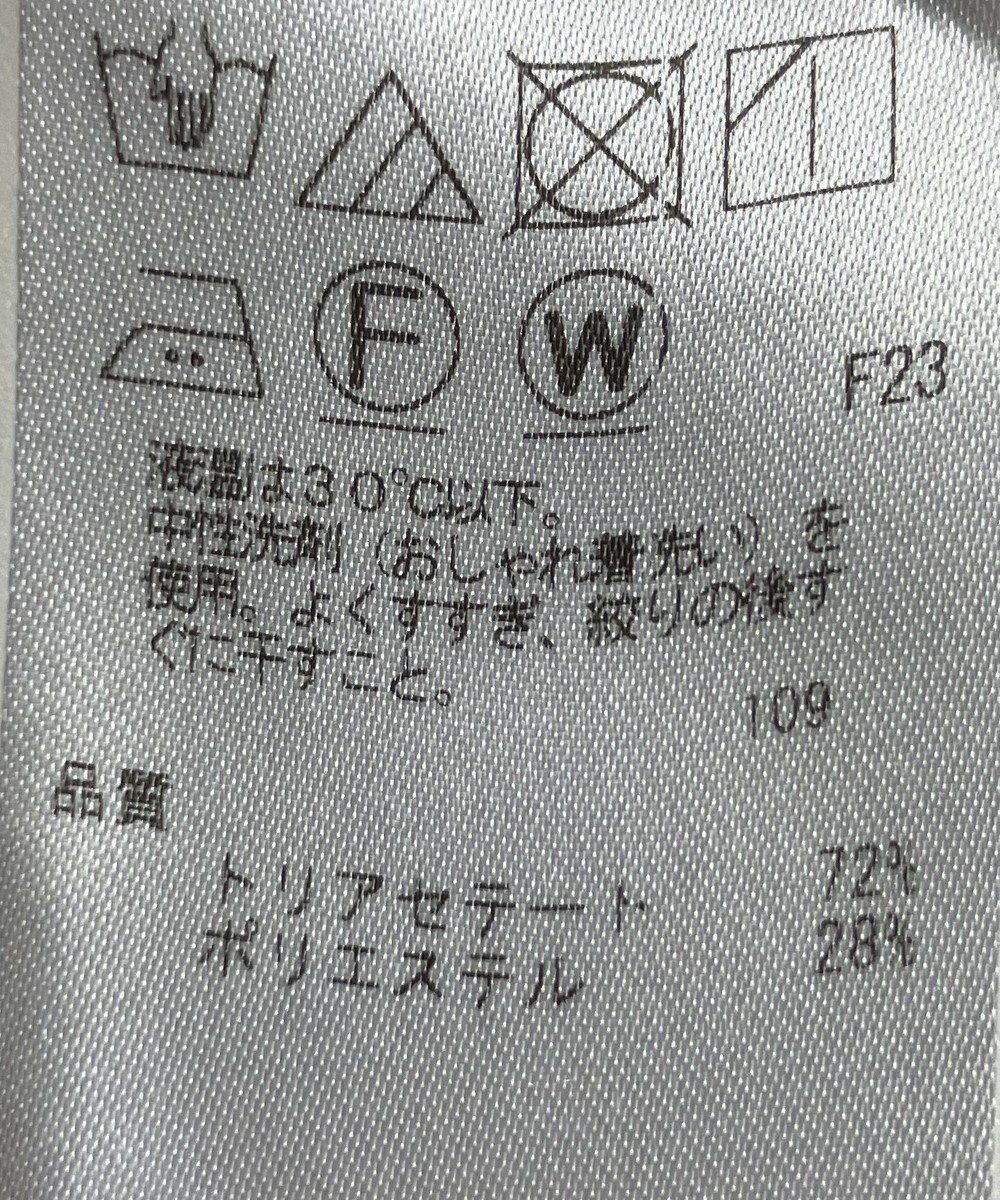 F
W
F23
液温は30℃以下。
中性洗剤（おしゃれ着洗い）を
使用。よくすすぎ、絞りの後す
ぐに干すこと。
109
品質
トリアセテート 72%
ポリエステル 28%